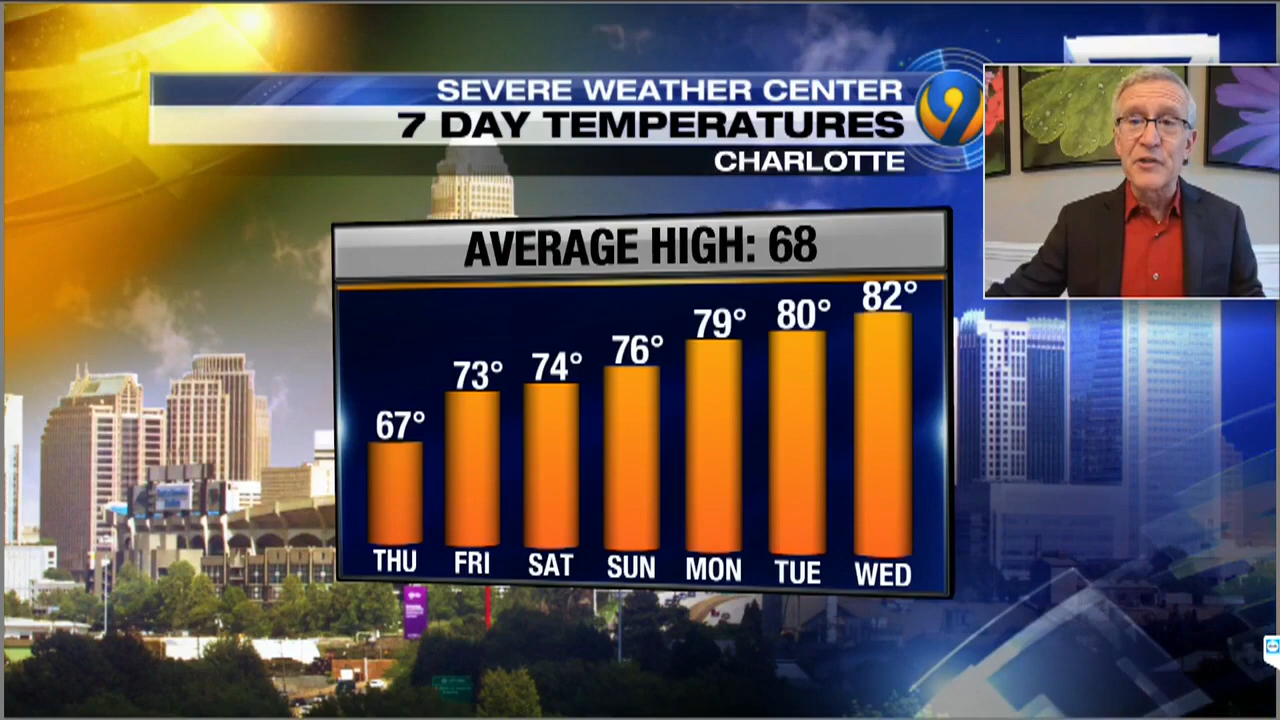 SEVERE WEATHER CENTER
7 DAY TEMPERATURES
CHARLOTTE
9
AVERAGE HIGH: 68
67° 73° 74° 76° 79° 80° 82°
THU FRI SAT SUN MON TUE WED